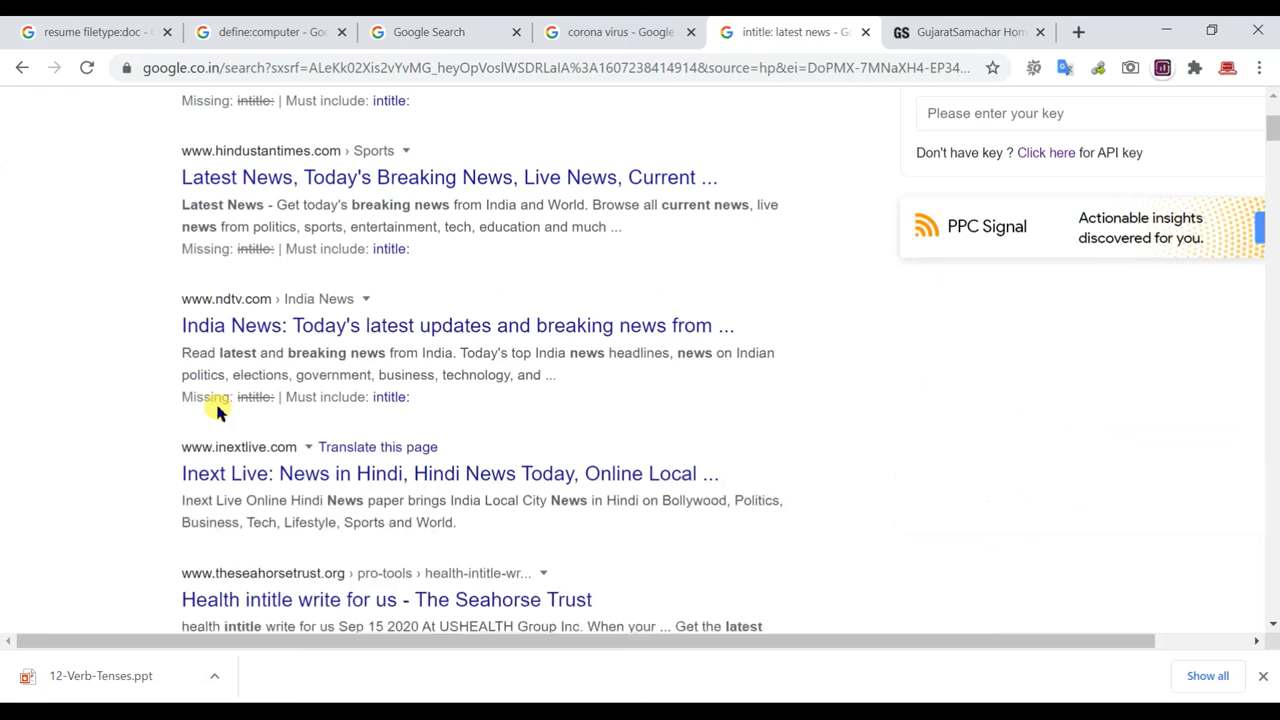 resume filetype:doc - G
define:computer - Goo
Google Search
corona virus - Google
intitle: latest news - Go
GS GujaratSamachar Hom
google.co.in/search?sxsrf=ALeKk02Xis2vYvMG_heyOpVoslWSDRLaIA%3A1607238414914&source=hp&ei=DoPMX-7MNaXH4-EP34...
Missing: intitle: | Must include: intitle:
Please enter your key
Don't have key ? Click here for API key
www.hindustantimes.com › Sports
Latest News, Today's Breaking News, Live News, Current ...
Latest News - Get today's breaking news from India and World. Browse all current news, live
news from politics, sports, entertainment, tech, education and much ...
Missing: intitle: | Must include: intitle:
PPC Signal
Actionable insights
discovered for you.
www.ndtv.com › India News
India News: Today's latest updates and breaking news from ...
Read latest and breaking news from India. Today's top India news headlines, news on Indian
politics, elections, government, business, technology, and ...
Missing: intitle: | Must include: intitle:
www.inextlive.com Translate this page
Inext Live: News in Hindi, Hindi News Today, Online Local ...
Inext Live Online Hindi News paper brings India Local City News in Hindi on Bollywood, Politics,
Business, Tech, Lifestyle, Sports and World.
www.theseahorsetrust.org › pro-tools › health-intitle-wr...
Health intitle write for us - The Seahorse Trust
health intitle write for us Sep 15 2020 At USHEALTH Group Inc. When your ... Get the latest
12-Verb-Tenses.ppt
Show all